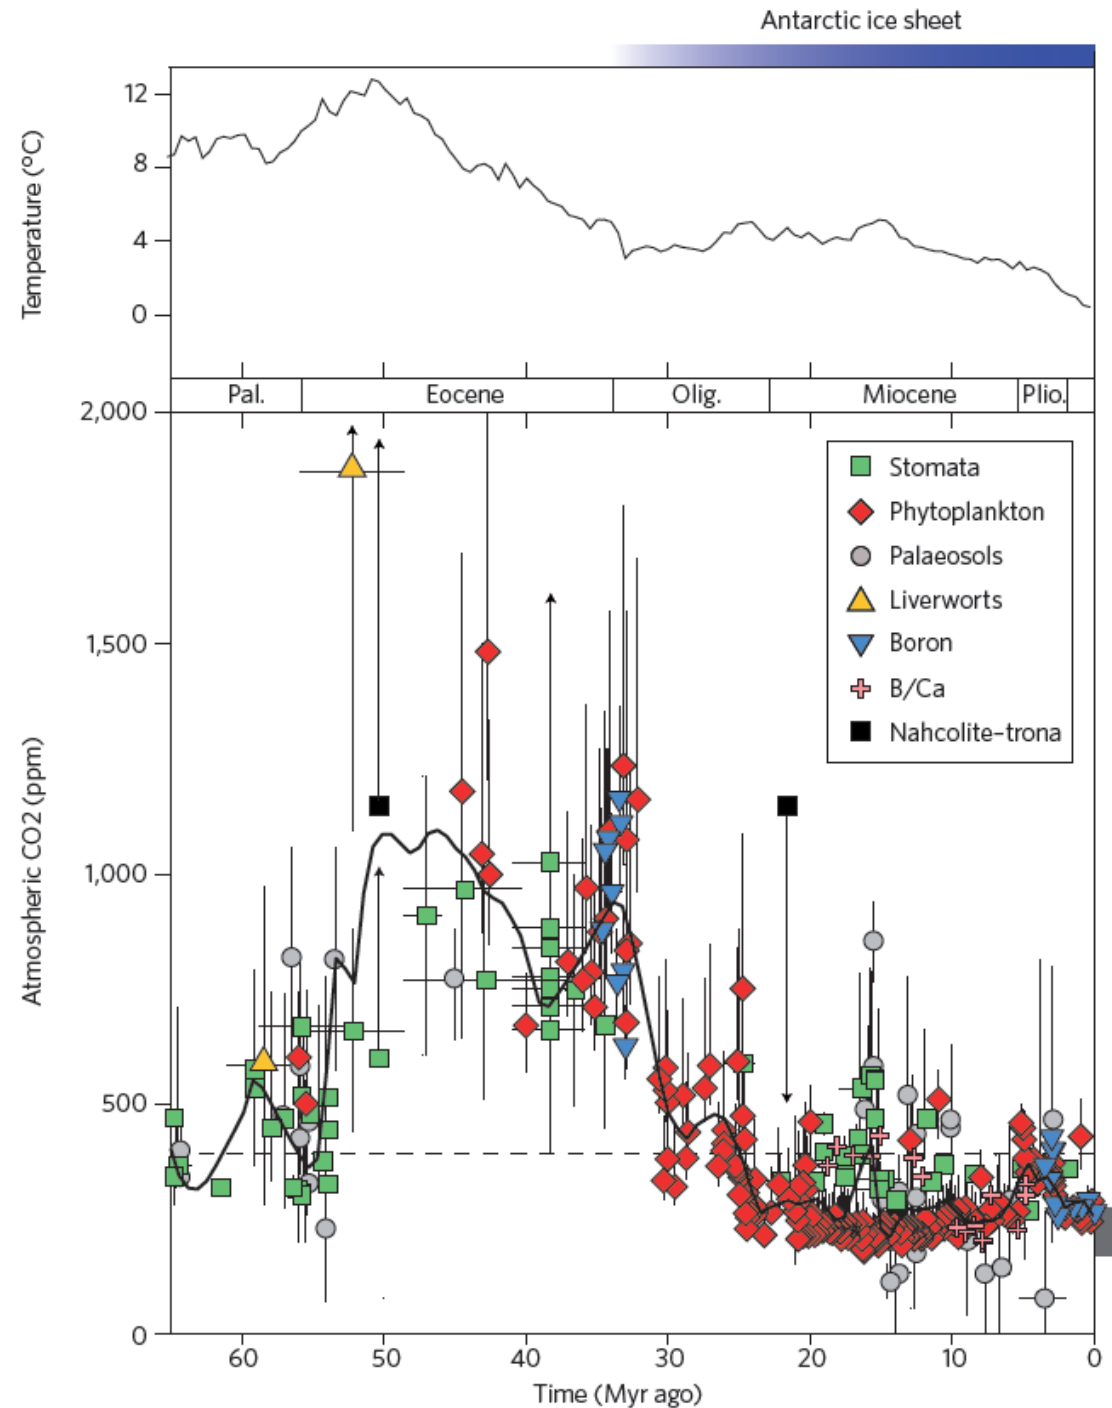 Antarctic ice sheet
12
8
4
0
Temperature (°C)
Pal.
Eocene
Olig.
Miocene
Plio.
2,000
1,500
1,000
500
0
Atmospheric CO2 (ppm)
Stomata
Phytoplankton
Palaeosols
Liverworts
Boron
B/Ca
Nahcolite–trona
60
50
40
30
20
10
0
Time (Myr ago)